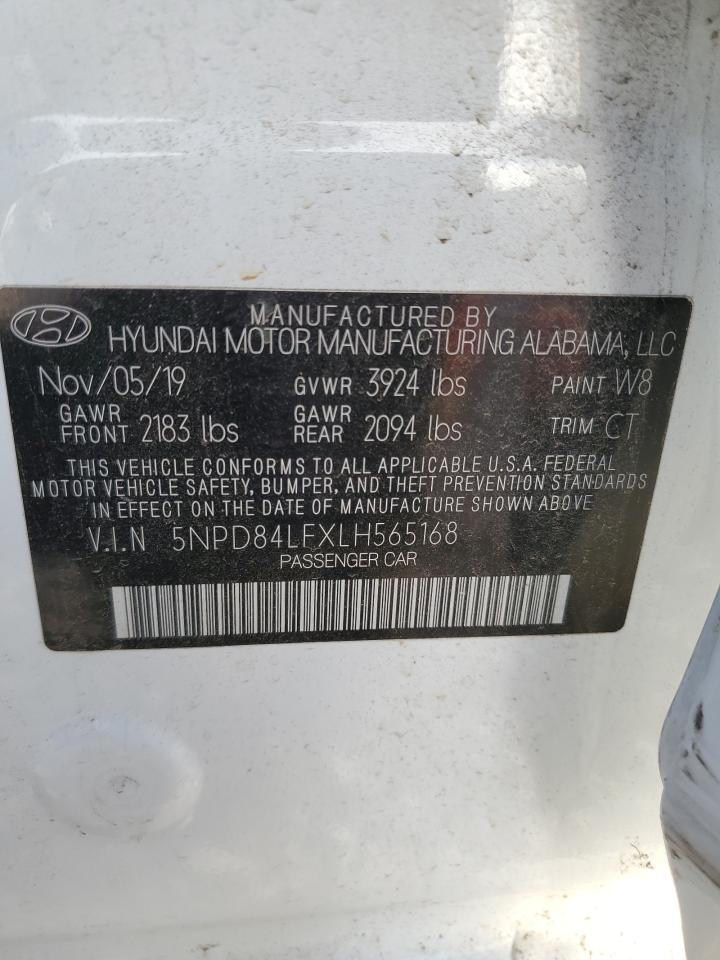 MANUFACTURED BY
HYUNDAI MOTOR MANUFACTURING ALABAMA, LLC
Nov/05/19 GVWR 3924 lbs PAINT W8
GAWR FRONT 2183 lbs GAWR REAR 2094 lbs TRIM CT
THIS VEHICLE CONFORMS TO ALL APPLICABLE U.S.A. FEDERAL
MOTOR VEHICLE SAFETY, BUMPER, AND THEFT PREVENTION STANDARDS
IN EFFECT ON THE DATE OF MANUFACTURE SHOWN ABOVE
V.I.N 5NPD84LFXLH565168
PASSENGER CAR